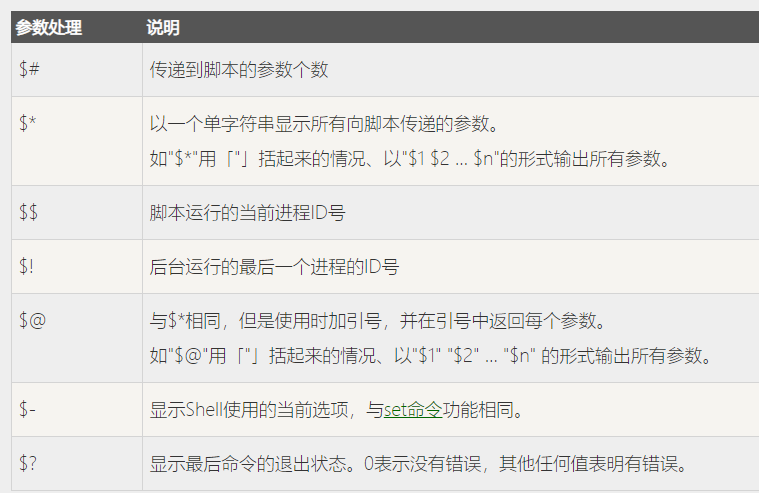 参数处理 说明
$# 传递到脚本的参数个数
$* 以一个单字符串显示所有向脚本传递的参数。
如"$*"用「"」括起来的情况、以"$1 $2 … $n"的形式输出所有参数。
$$ 脚本运行的当前进程ID号
$! 后台运行的最后一个进程的ID号
$@ 与$*相同，但是使用时加引号，并在引号中返回每个参数。
如"$@"用「"」括起来的情况、以"$1" "$2" … "$n" 的形式输出所有参数。
$- 显示Shell使用的当前选项，与set命令功能相同。
$? 显示最后命令的退出状态。0表示没有错误，其他任何值表明有错误。